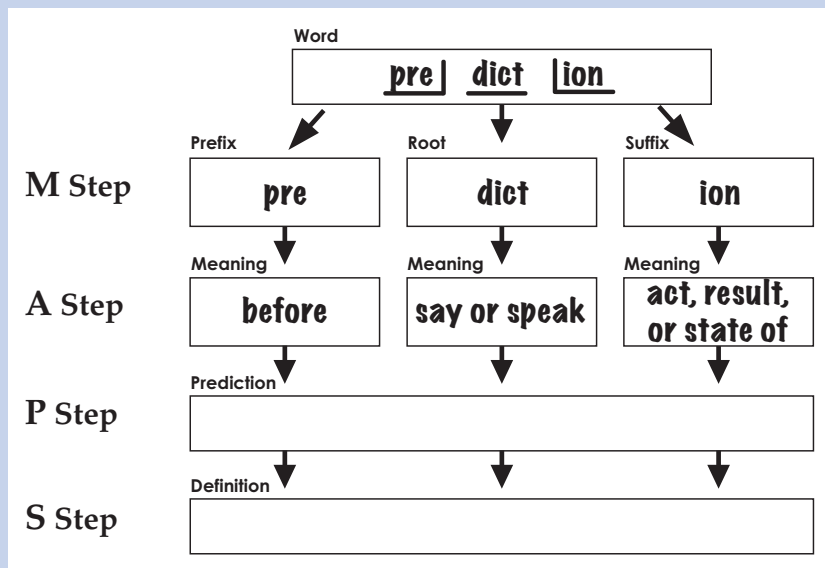 Word
pre dict ion
Prefix Root Suffix
M Step pre dict ion
Meaning Meaning Meaning
A Step before say or speak act, result,
or state of
Prediction
P Step
Definition
S Step